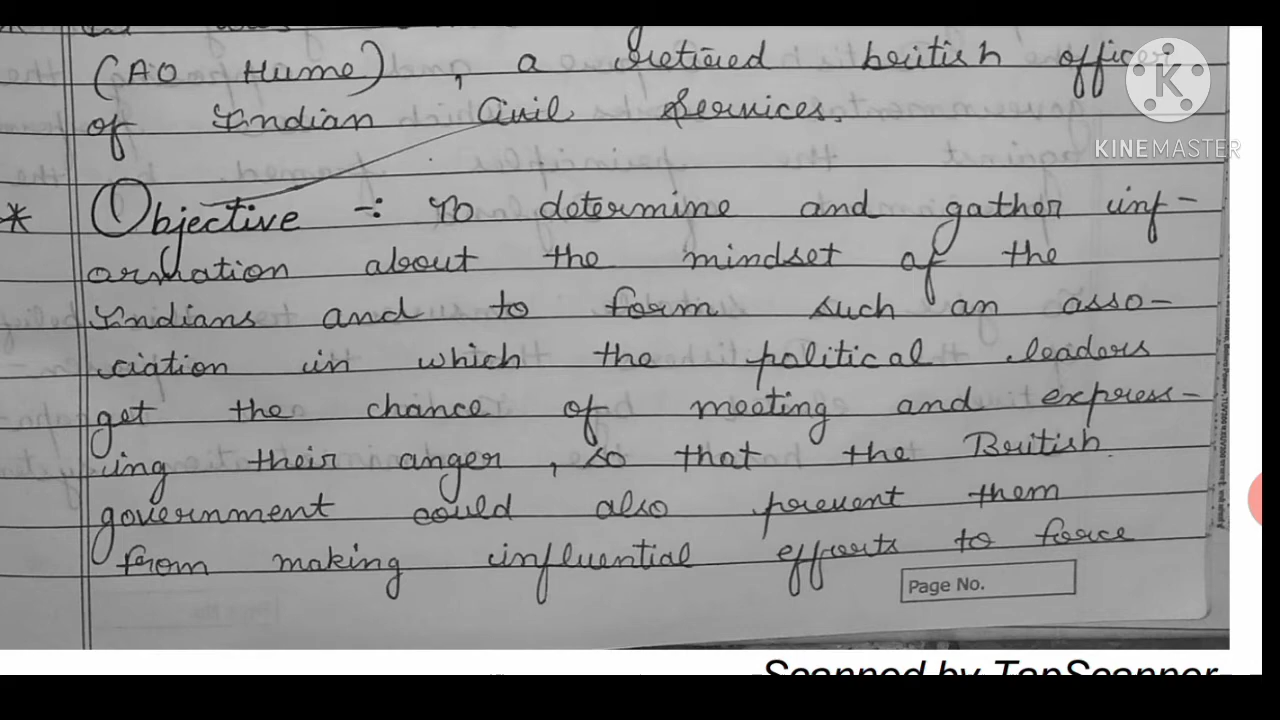 (AO Hume), a retired british officer
of Indian Civil Services.
* Objective -: To determine and gather inf-
ormation about the mindset of the
Indians and to form such an asso-
ciation in which the political leaders
get the chance of meeting and express-
ing their anger, so that the British
government could also prevent them
from making influential efforts to force
Page No.
Scanned by TapScanner
K
KINEMASTER